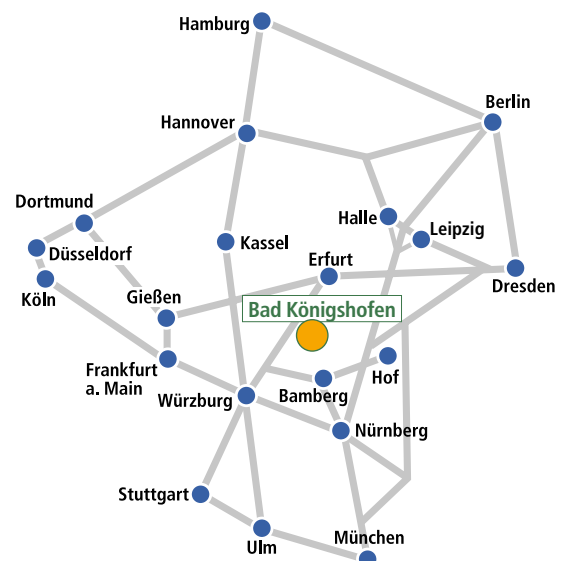 Hamburg
Berlin
Hannover
Dortmund
Halle
Leipzig
Düsseldorf
Kassel
Erfurt
Köln
Gießen
Dresden
Bad Königshofen
Frankfurt
a. Main
Hof
Bamberg
Würzburg
Nürnberg
Stuttgart
Ulm
München